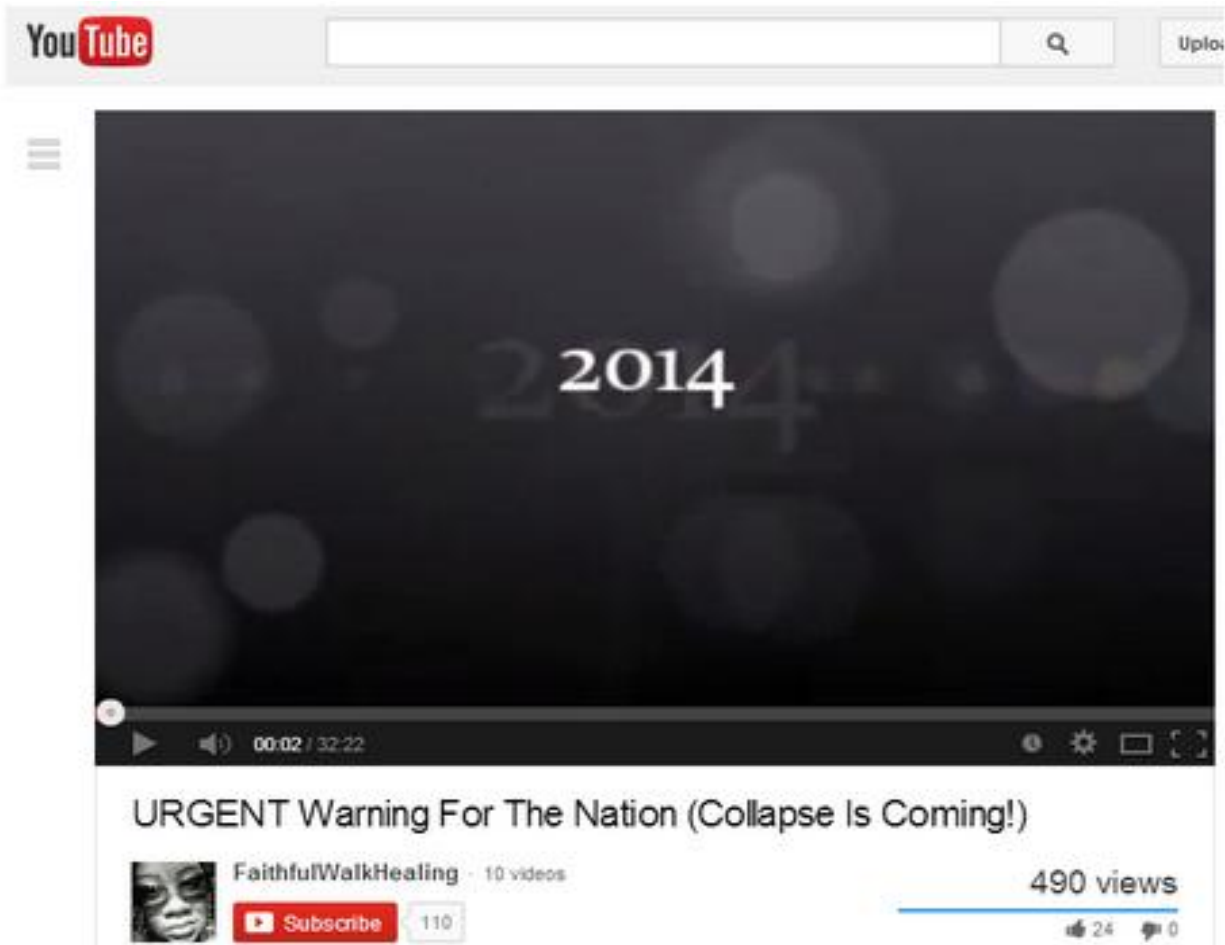 YouTube
Uploa
2014
00:02 / 32:22
URGENT Warning For The Nation (Collapse Is Coming!)
FaithfulWalkHealing · 10 videos
490 views
Subscribe 110
24 0